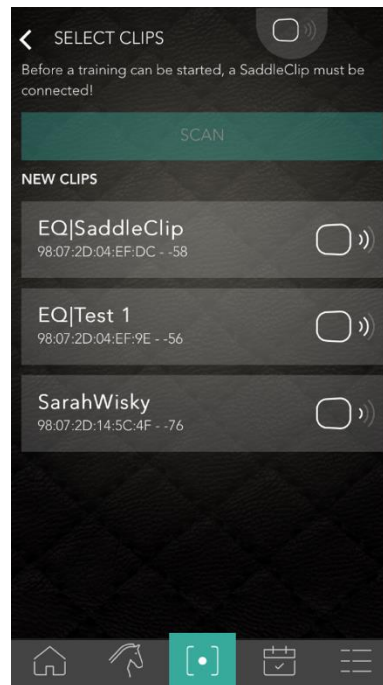 SELECT CLIPS
Before a training can be started, a SaddleClip must be
connected!
SCAN
NEW CLIPS
EQ|SaddleClip
98:07:2D:04:EF:DC - -58
EQ|Test 1
98:07:2D:04:EF:9E - -56
SarahWisky
98:07:2D:14:5C:4F - -76